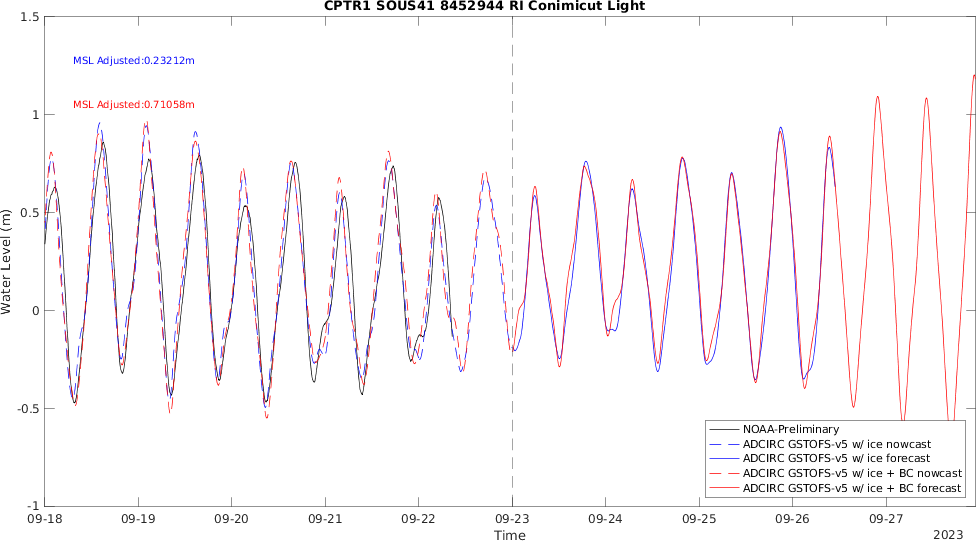 CPTR1 SOUS41 8452944 RI Conimicut Light
1.5
MSL Adjusted:0.23212m
MSL Adjusted:0.71058m
1
0.5
0
-0.5
-1
Water Level (m)
NOAA-Preliminary
ADCIRC GSTOFS-v5 w/ ice nowcast
ADCIRC GSTOFS-v5 w/ ice forecast
ADCIRC GSTOFS-v5 w/ ice + BC nowcast
ADCIRC GSTOFS-v5 w/ ice + BC forecast
09-18 09-19 09-20 09-21 09-22 09-23 09-24 09-25 09-26 09-27
Time
2023